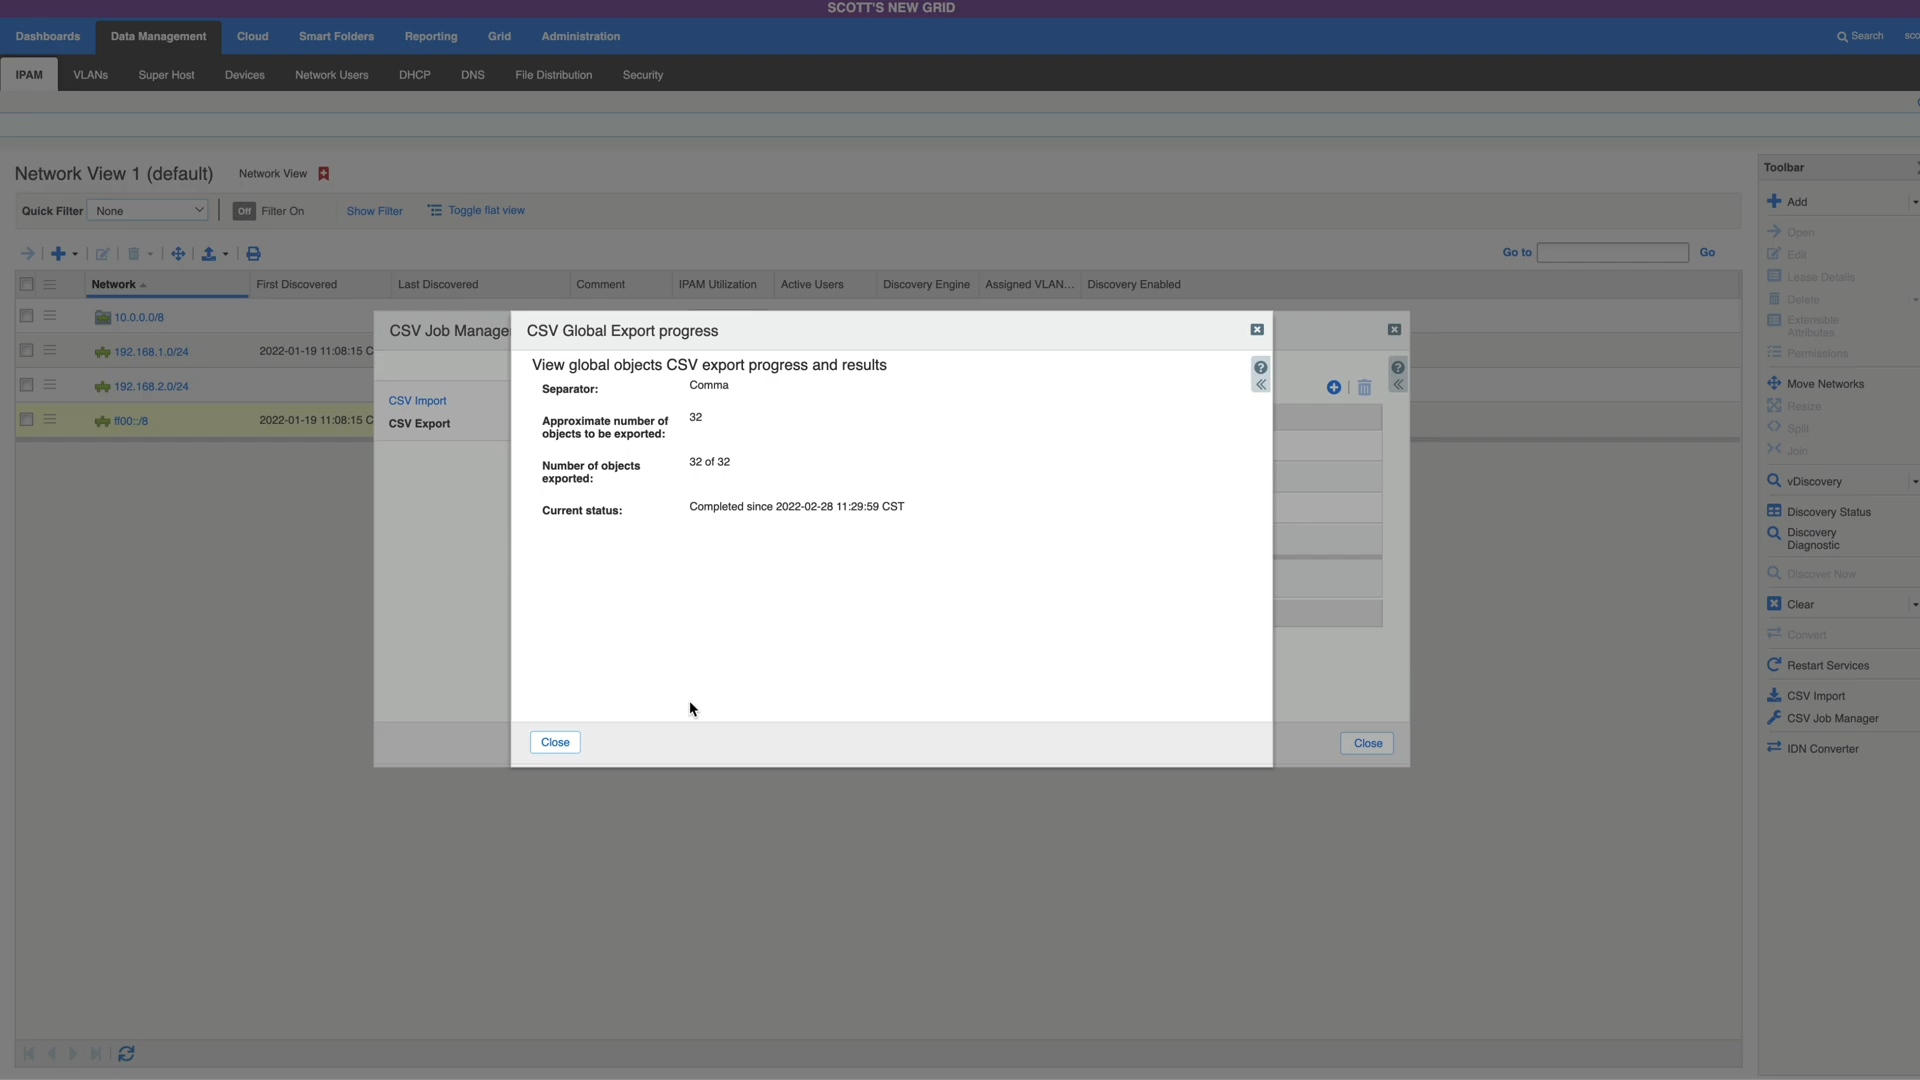 SCOTT'S NEW GRID
Dashboards Data Management Cloud Smart Folders Reporting Grid Administration Search
IPAM VLANs Super Host Devices Network Users DHCP DNS File Distribution Security
Network View 1 (default) Network View
Toolbar
Quick Filter None Off Filter On Show Filter Toggle flat view
Add
Open
Edit
Lease Details
Delete
Extensible
Attributes
Permissions
Move Networks
Resize
Split
Join
vDiscovery
Discovery Status
Discovery
Diagnostic
Discover Now
Clear
Convert
Restart Services
CSV Import
CSV Job Manager
IDN Converter
Go to Go
Network First Discovered Last Discovered Comment IPAM Utilization Active Users Discovery Engine Assigned VLAN... Discovery Enabled
10.0.0.0/8
192.168.1.0/24 2022-01-19 11:08:15 C
192.168.2.0/24
ff00::/8 2022-01-19 11:08:15 C
CSV Job Manage
CSV Import
CSV Export
Close
CSV Global Export progress
View global objects CSV export progress and results
Separator: Comma
Approximate number of 32
objects to be exported:
Number of objects 32 of 32
exported:
Current status: Completed since 2022-02-28 11:29:59 CST
Close